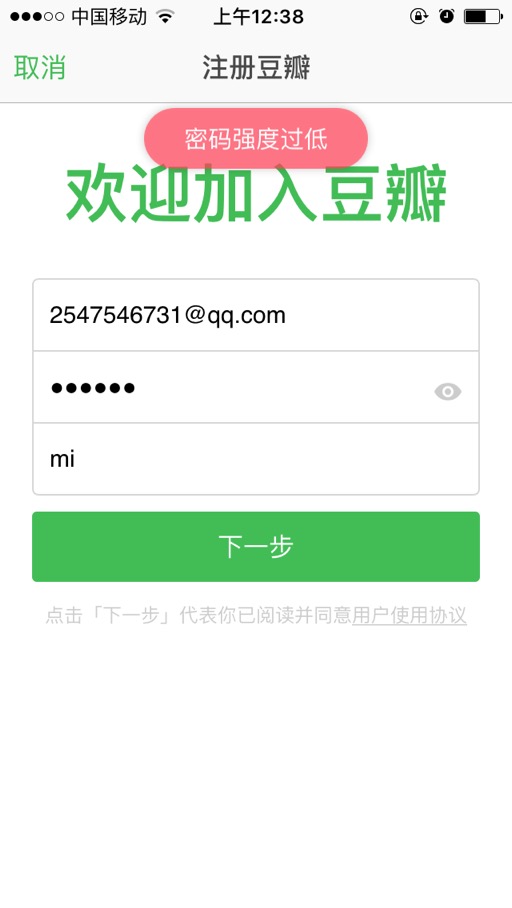 中国移动 上午12:38
取消 注册豆瓣
密码强度过低
欢迎加入豆瓣
2547546731@qq.com
••••••
mi
下一步
点击「下一步」代表你已阅读并同意用户使用协议